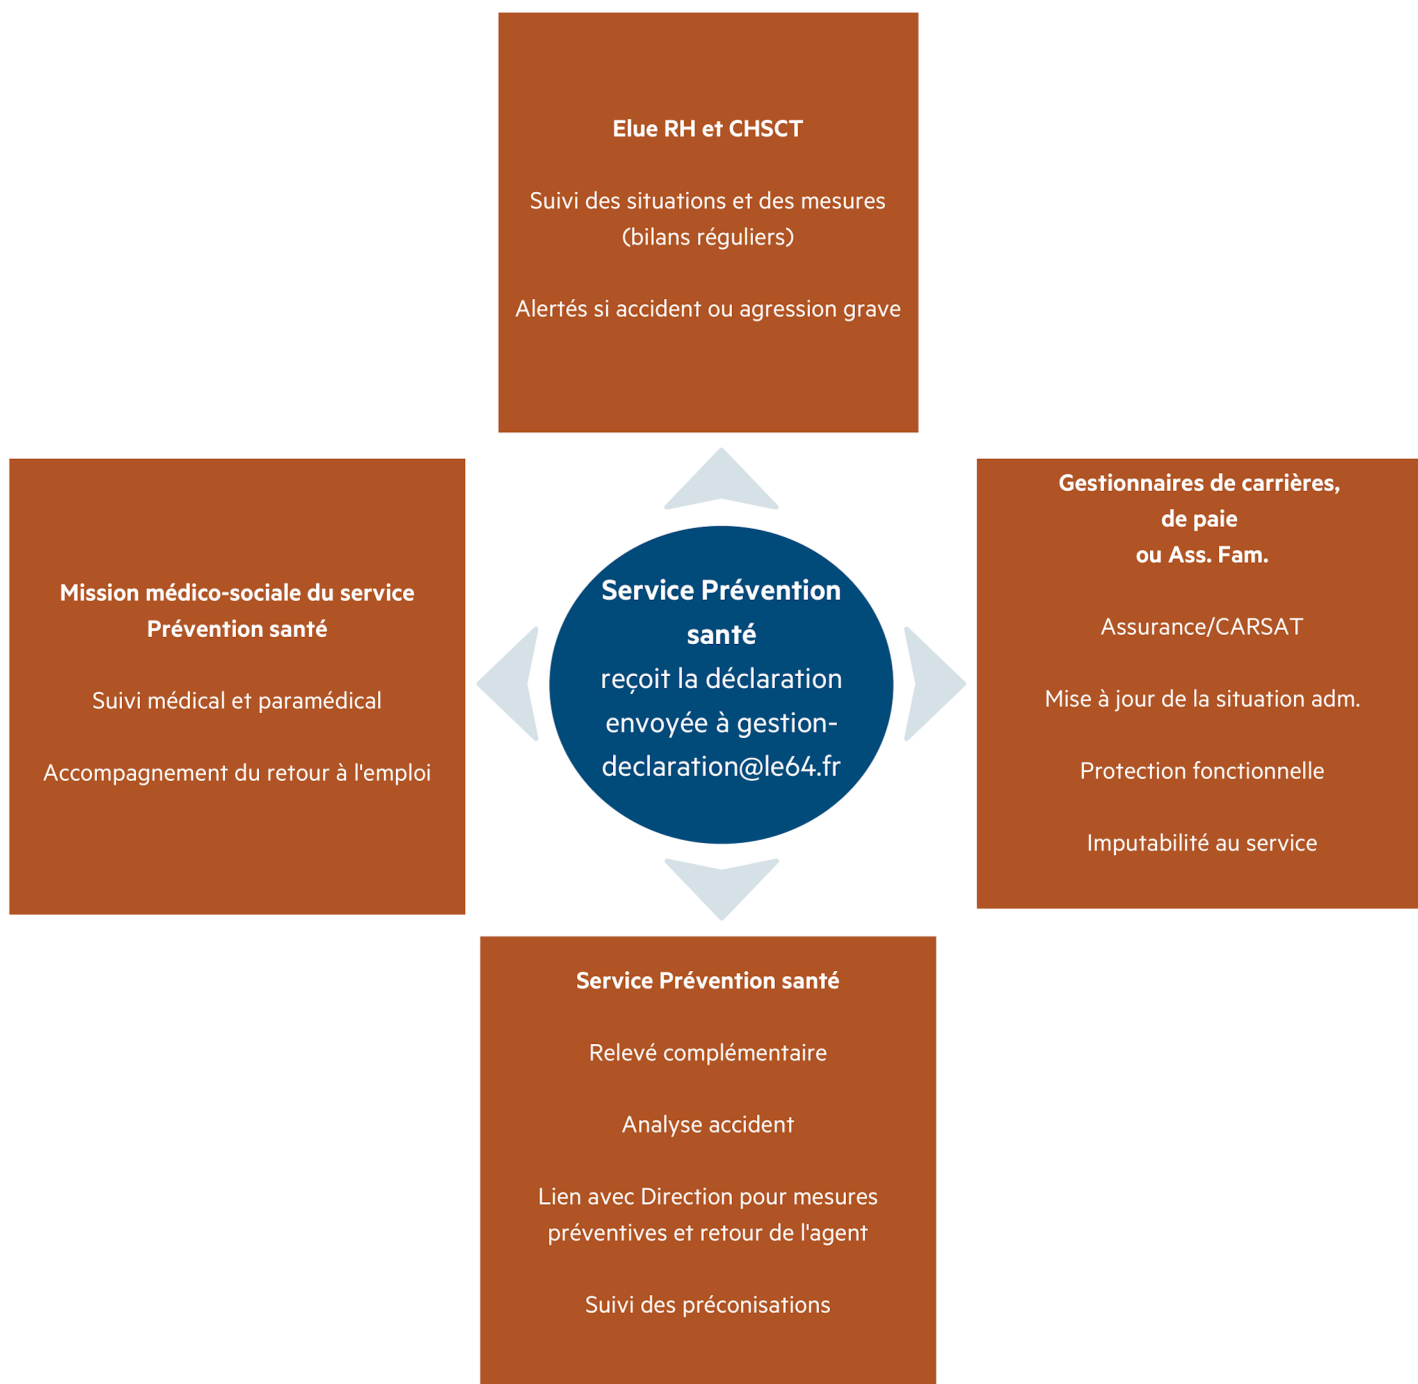 Elue RH et CHSCT
Suivi des situations et des mesures
(bilans réguliers)
Alertés si accident ou agression grave
Mission médico-sociale du service
Prévention santé
Suivi médical et paramédical
Accompagnement du retour à l'emploi
Service Prévention
santé
reçoit la déclaration
envoyée à gestion-
declaration@le64.fr
Gestionnaires de carrières,
de paie
ou Ass. Fam.
Assurance/CARSAT
Mise à jour de la situation adm.
Protection fonctionnelle
Imputabilité au service
Service Prévention santé
Relevé complémentaire
Analyse accident
Lien avec Direction pour mesures
préventives et retour de l'agent
Suivi des préconisations